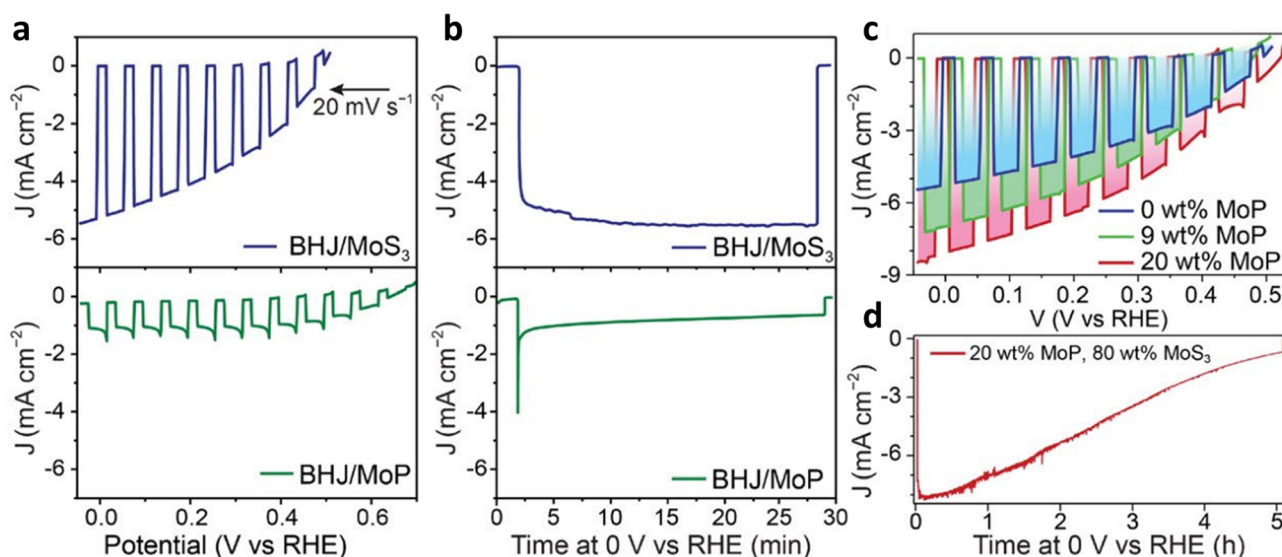 a
J (mA cm⁻²)
0
-2
-4
-6
20 mV s⁻¹
BHJ/MoS₃
J (mA cm⁻²)
0
-2
-4
-6
BHJ/MoP
0.0 0.2 0.4 0.6
Potential (V vs RHE)
b
J (mA cm⁻²)
0
-2
-4
-6
BHJ/MoS₃
J (mA cm⁻²)
0
-2
-4
-6
BHJ/MoP
0 5 10 15 20 25 30
Time at 0 V vs RHE (min)
c
J (mA cm⁻²)
0
-3
-6
-9
0 wt% MoP
9 wt% MoP
20 wt% MoP
0.0 0.1 0.2 0.3 0.4 0.5
V (V vs RHE)
d
J (mA cm⁻²)
0
-3
-6
20 wt% MoP, 80 wt% MoS₃
0 1 2 3 4 5
Time at 0 V vs RHE (h)